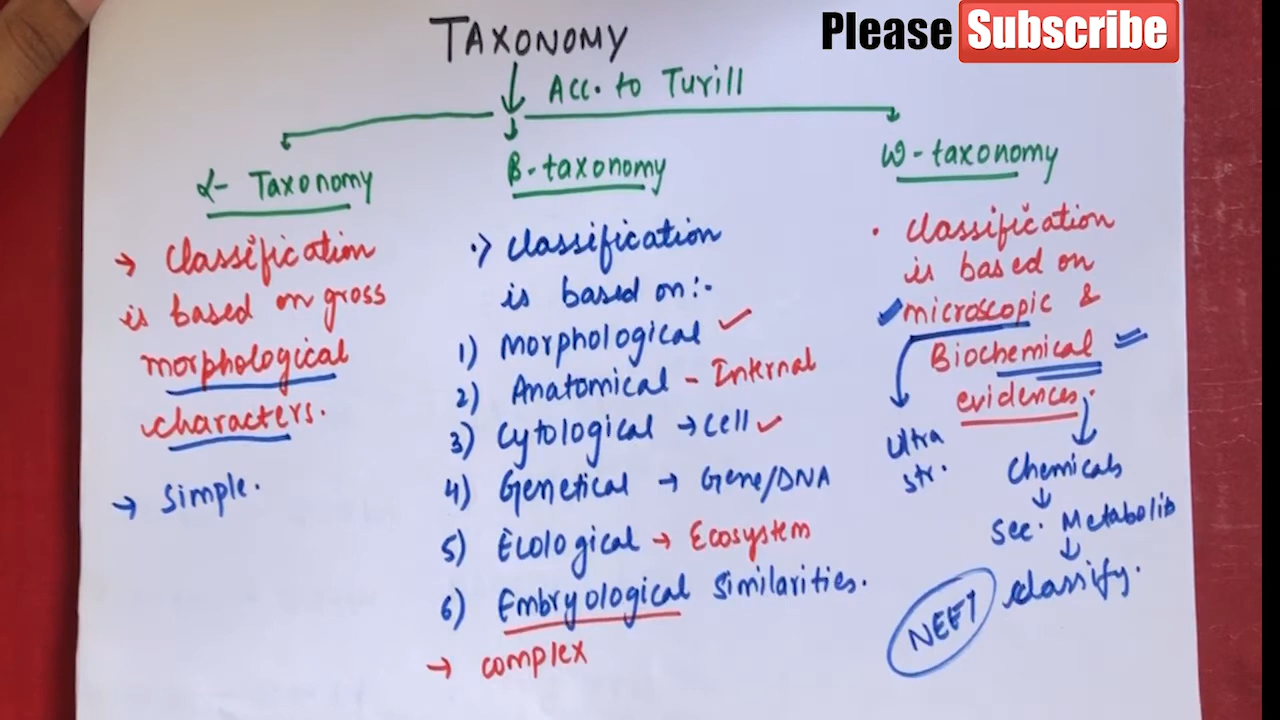 Please Subscribe
TAXONOMY
Acc. to Turill
α- Taxonomy
→ Classification
is based on gross
morphological
characters.
→ Simple.
β-taxonomy
·> classification
is based on:-
1) Morphological ✓
2) Anatomical - Internal
3) Cytological → Cell ✓
4) Genetical → Gene/DNA
5) Ecological → Ecosystem
6) Embryological Similarities.
→ complex
ω-taxonomy
· classification
is based on
✓microscopic &
Biochemical
evidences.
Ultra
str.
Chemicals
Sec. Metabolits
classify.
NEET